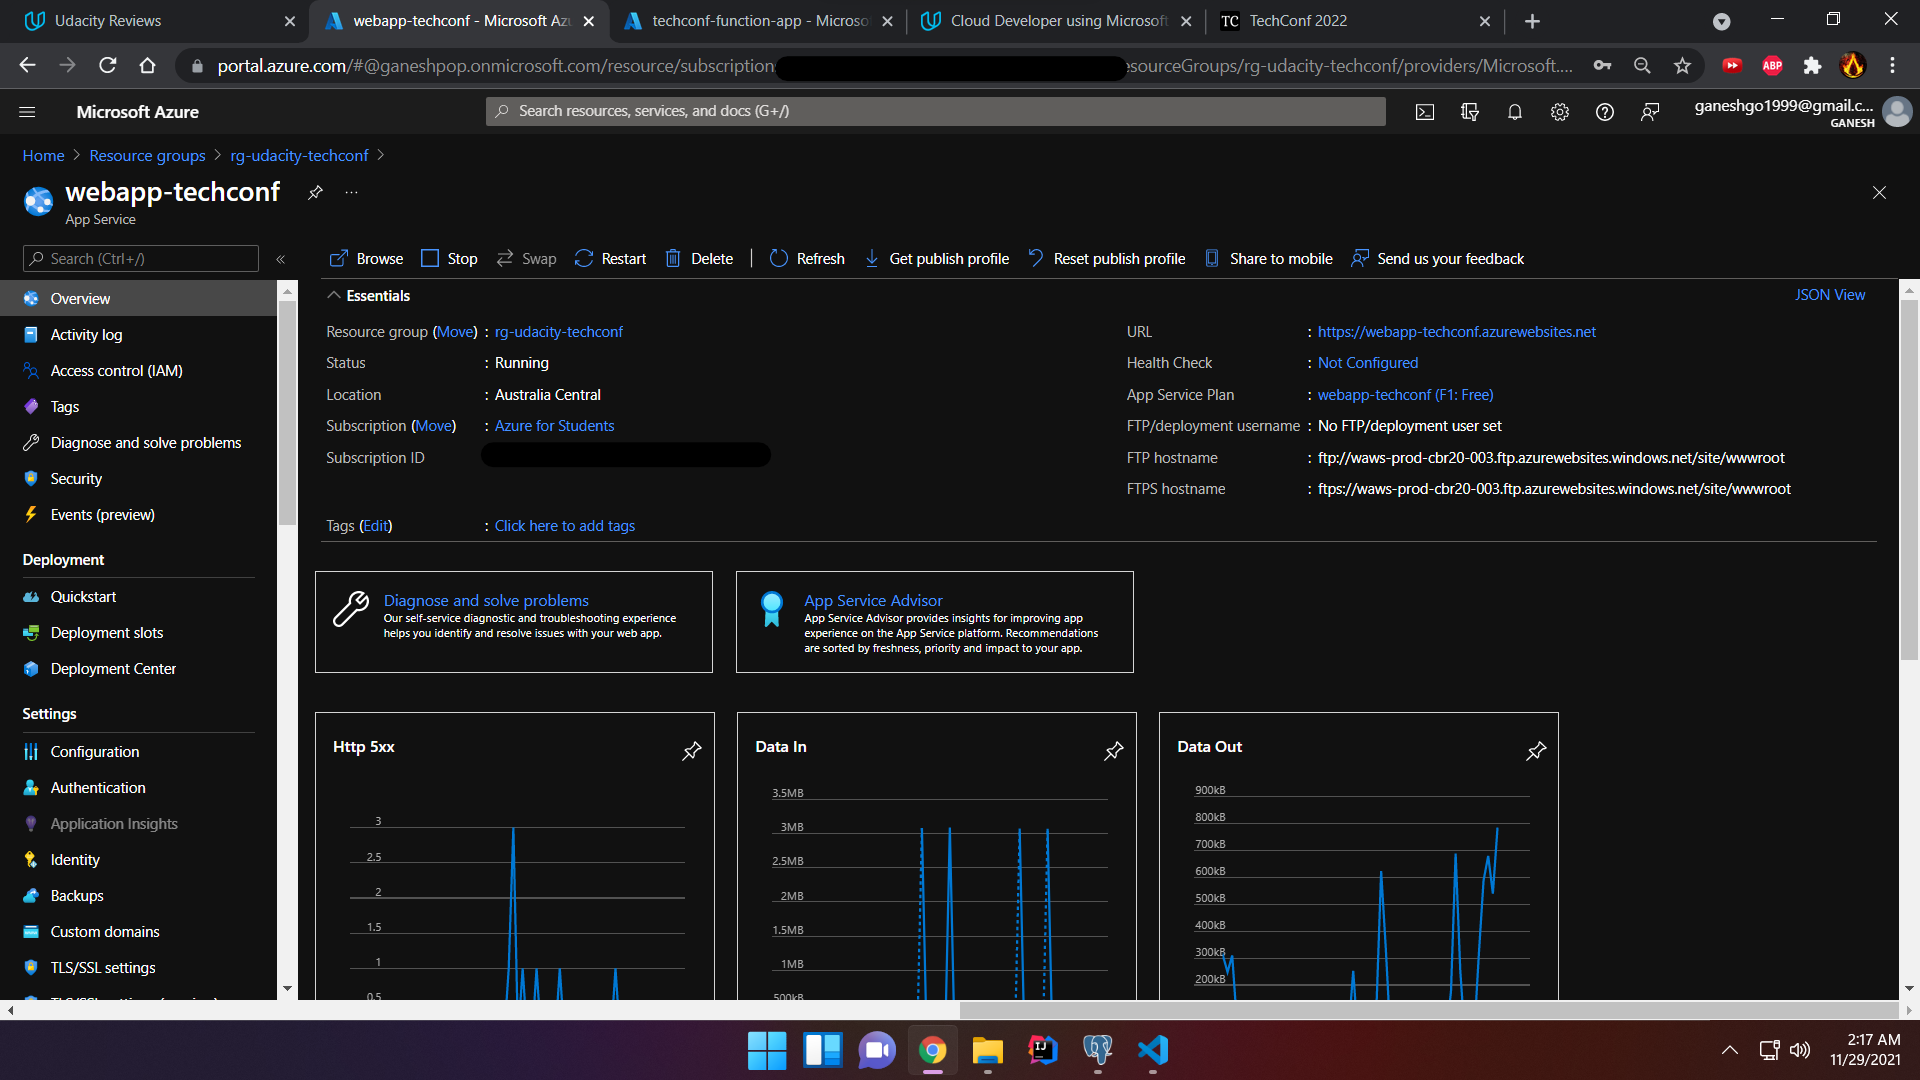 Udacity Reviews
webapp-techconf - Microsoft Azu
techconf-function-app - Microso
Cloud Developer using Microsoft
TC
TechConf 2022
portal.azure.com/#@ganeshpop.onmicrosoft.com/resource/subscription
esourceGroups/rg-udacity-techconf/providers/Microsoft....
ABP
Microsoft Azure
Search resources, services, and docs (G+/)
ganeshgo1999@gmail.c...
GANESH
Home > Resource groups > rg-udacity-techconf >
webapp-techconf
...
App Service
Search (Ctrl+/)
«
Browse
Stop
Swap
Restart
Delete
Refresh
Get publish profile
Reset publish profile
Share to mobile
Send us your feedback
Overview
Activity log
Access control (IAM)
Tags
Diagnose and solve problems
Security
Events (preview)
Deployment
Quickstart
Deployment slots
Deployment Center
Settings
Configuration
Authentication
Application Insights
Identity
Backups
Custom domains
TLS/SSL settings
Essentials
JSON View
Resource group (Move) : rg-udacity-techconf
Status : Running
Location : Australia Central
Subscription (Move) : Azure for Students
Subscription ID
Tags (Edit) : Click here to add tags
URL : https://webapp-techconf.azurewebsites.net
Health Check : Not Configured
App Service Plan : webapp-techconf (F1: Free)
FTP/deployment username : No FTP/deployment user set
FTP hostname : ftp://waws-prod-cbr20-003.ftp.azurewebsites.windows.net/site/wwwroot
FTPS hostname : ftps://waws-prod-cbr20-003.ftp.azurewebsites.windows.net/site/wwwroot
Diagnose and solve problems
Our self-service diagnostic and troubleshooting experience
helps you identify and resolve issues with your web app.
App Service Advisor
App Service Advisor provides insights for improving app
experience on the App Service platform. Recommendations
are sorted by freshness, priority and impact to your app.
Http 5xx
3
2.5
2
1.5
1
0.5
Data In
3.5MB
3MB
2.5MB
2MB
1.5MB
1MB
500kB
Data Out
900kB
800kB
700kB
600kB
500kB
400kB
300kB
200kB
IJ
2:17 AM
11/29/2021